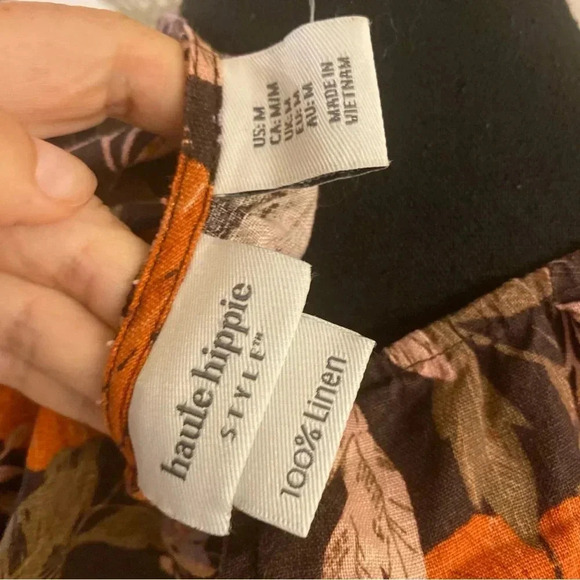 US: M
CA: M/M
UK: M
EU: M
AU: M
MADE IN
VIETNAM
haute hippie
STYLE™
100% Linen